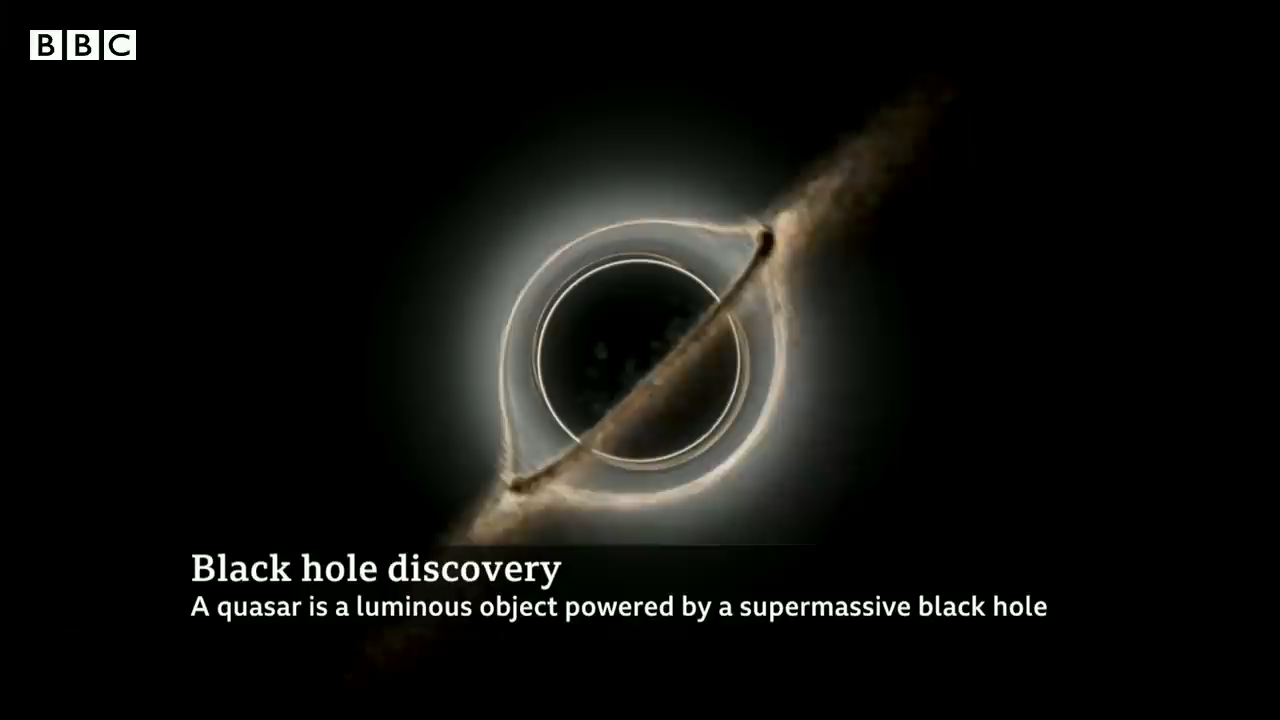 BBC
Black hole discovery
A quasar is a luminous object powered by a supermassive black hole